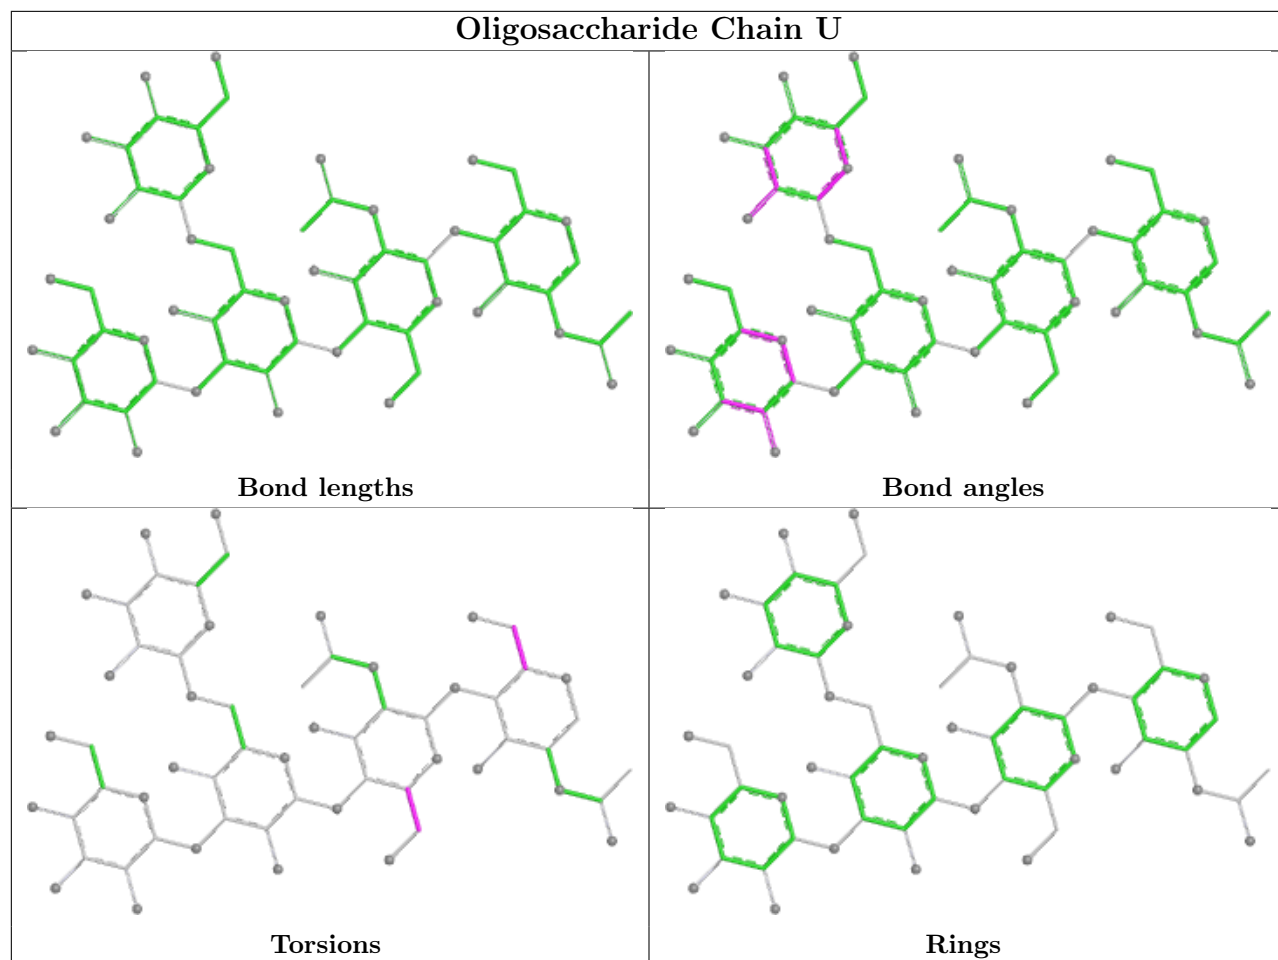 Oligosaccharide Chain U
Bond lengths
Bond angles
Torsions
Rings